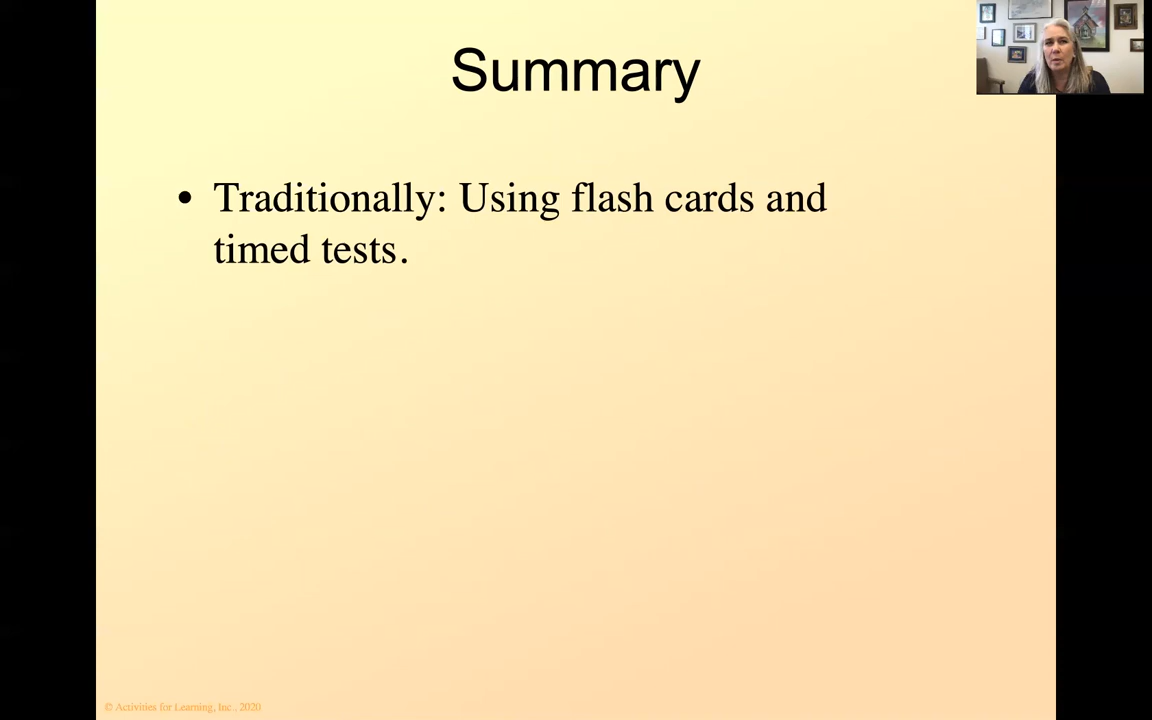 Summary
• Traditionally: Using flash cards and
timed tests.
© Activities for Learning, Inc., 2020